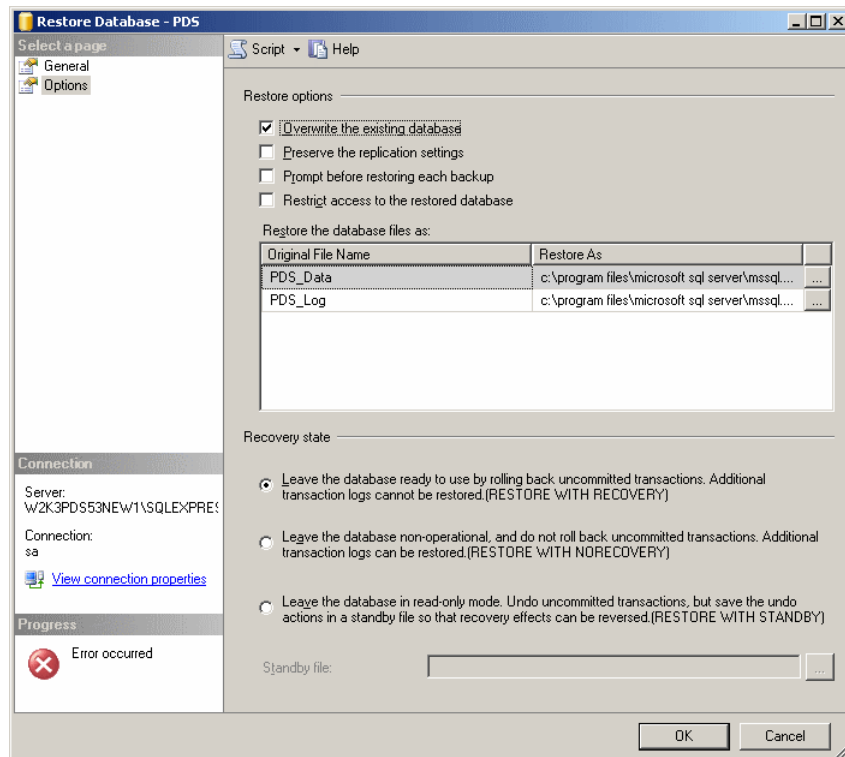 Restore Database - PDS
Select a page
General
Options
Script
Help
Restore options
Overwrite the existing database
Preserve the replication settings
Prompt before restoring each backup
Restrict access to the restored database
Restore the database files as:
Original File Name Restore As
PDS_Data c:\program files\microsoft sql server\mssql.... ...
PDS_Log c:\program files\microsoft sql server\mssql.... ...
Recovery state
Leave the database ready to use by rolling back uncommitted transactions. Additional
transaction logs cannot be restored.(RESTORE WITH RECOVERY)
Leave the database non-operational, and do not roll back uncommitted transactions. Additional
transaction logs can be restored.(RESTORE WITH NORECOVERY)
Leave the database in read-only mode. Undo uncommitted transactions, but save the undo
actions in a standby file so that recovery effects can be reversed.(RESTORE WITH STANDBY)
Standby file: ...
Connection
Server:
W2K3PDS53NEW1\SQLEXPRES
Connection:
sa
View connection properties
Progress
Error occurred
OK Cancel